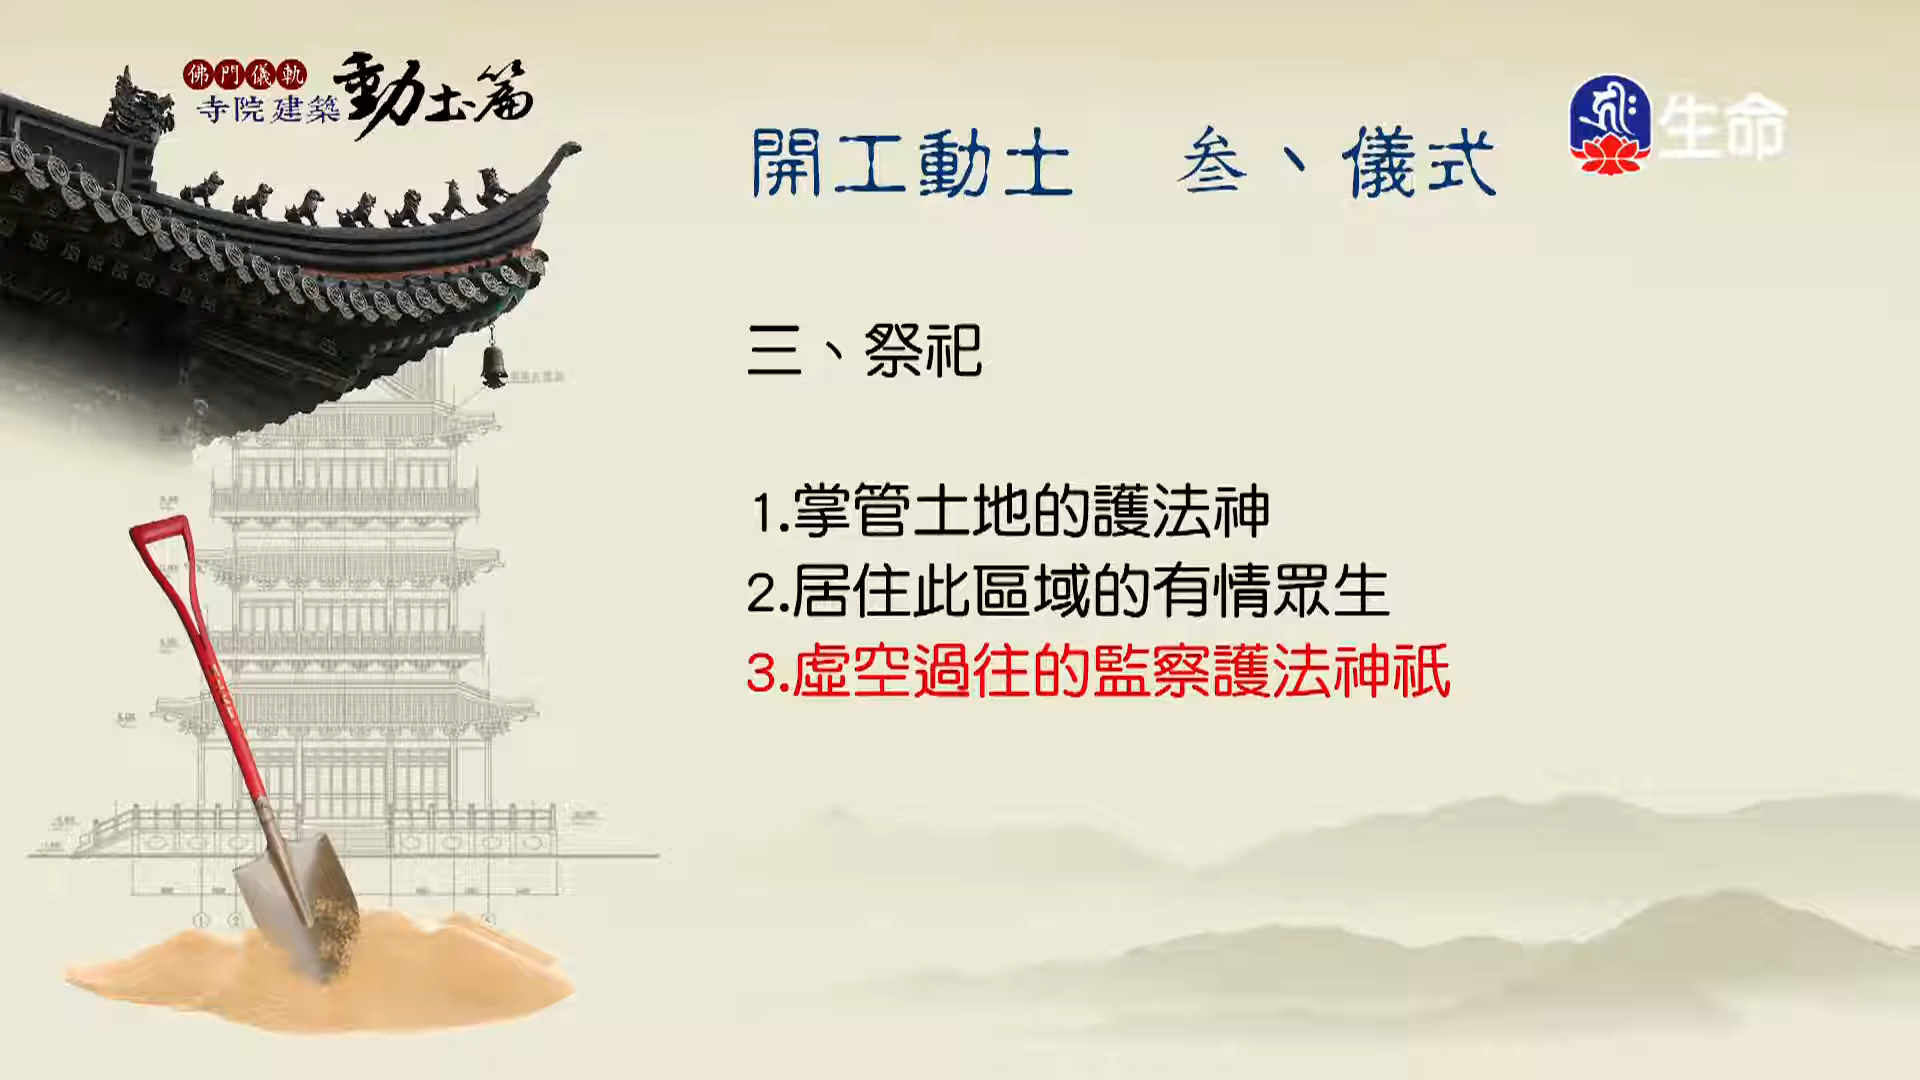 佛門儀軌
寺院建築動土篇
生命
開工動土 叁、儀式
三、祭祀
1.掌管土地的護法神
2.居住此區域的有情眾生
3.虛空過往的監察護法神祇